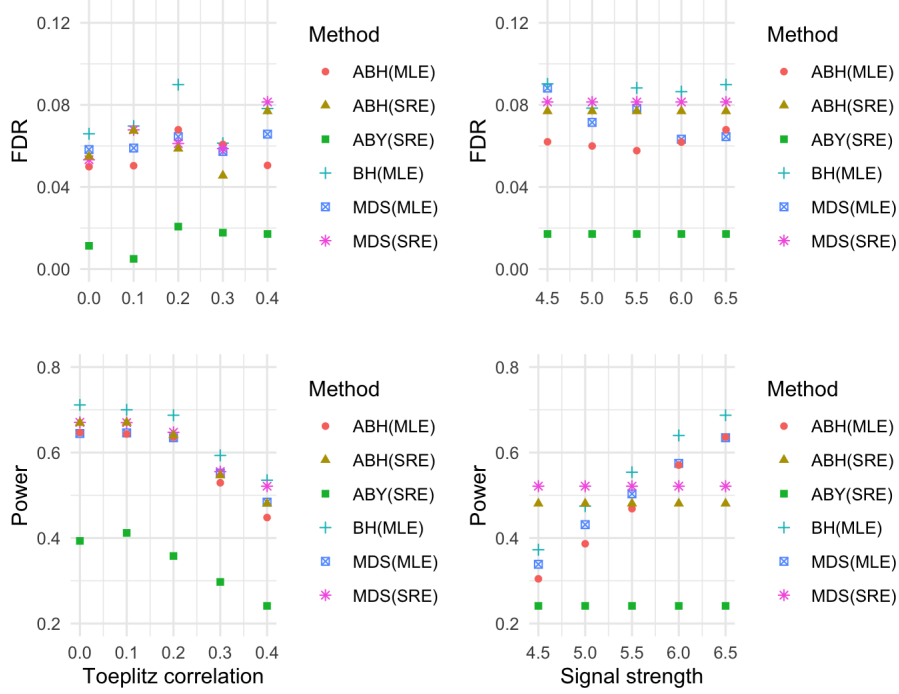 0.12
0.08
0.04
0.00
FDR
0.0 0.1 0.2 0.3 0.4
Method
ABH(MLE)
ABH(SRE)
ABY(SRE)
BH(MLE)
MDS(MLE)
MDS(SRE)
0.12
0.08
0.04
0.00
FDR
4.5 5.0 5.5 6.0 6.5
Method
ABH(MLE)
ABH(SRE)
ABY(SRE)
BH(MLE)
MDS(MLE)
MDS(SRE)
0.8
0.6
0.4
0.2
Power
0.0 0.1 0.2 0.3 0.4
Toeplitz correlation
Method
ABH(MLE)
ABH(SRE)
ABY(SRE)
BH(MLE)
MDS(MLE)
MDS(SRE)
0.8
0.6
0.4
0.2
Power
4.5 5.0 5.5 6.0 6.5
Signal strength
Method
ABH(MLE)
ABH(SRE)
ABY(SRE)
BH(MLE)
MDS(MLE)
MDS(SRE)